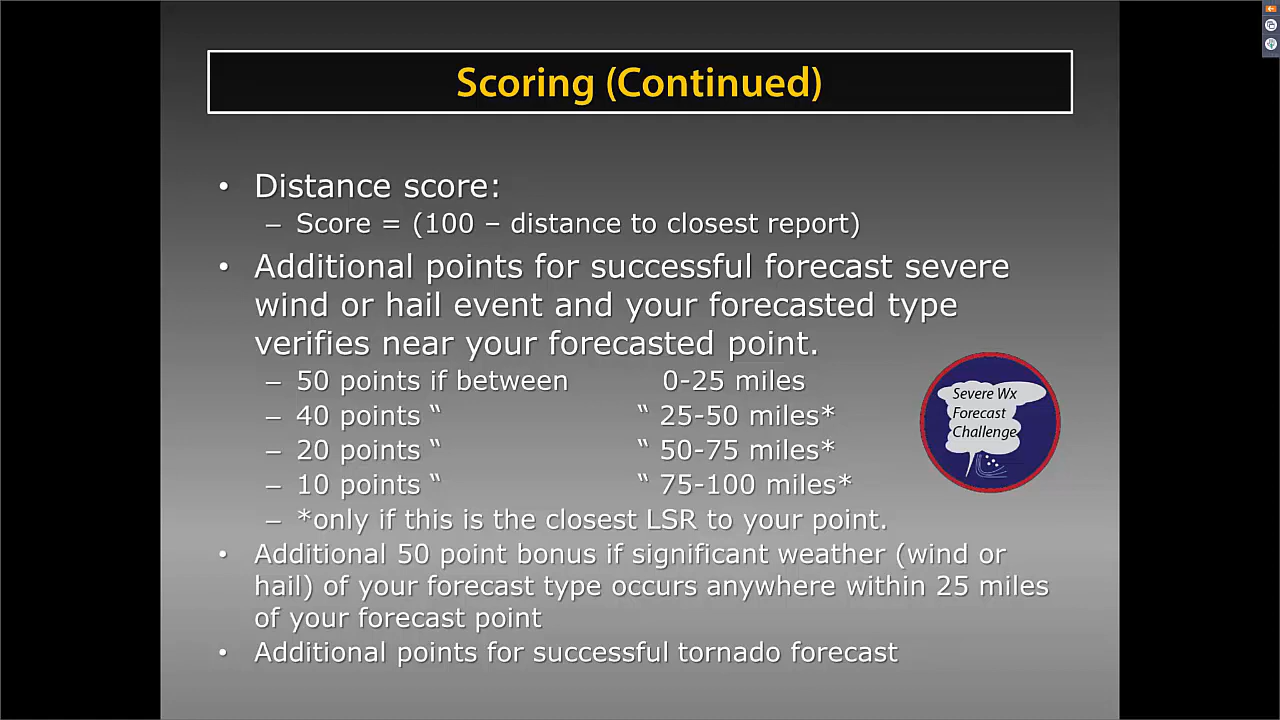 Scoring (Continued)
• Distance score:
– Score = (100 – distance to closest report)
• Additional points for successful forecast severe
wind or hail event and your forecasted type
verifies near your forecasted point.
– 50 points if between 0-25 miles
– 40 points “ “ 25-50 miles*
– 20 points “ “ 50-75 miles*
– 10 points “ “ 75-100 miles*
– *only if this is the closest LSR to your point.
• Additional 50 point bonus if significant weather (wind or
hail) of your forecast type occurs anywhere within 25 miles
of your forecast point
• Additional points for successful tornado forecast
Severe Wx
Forecast
Challenge